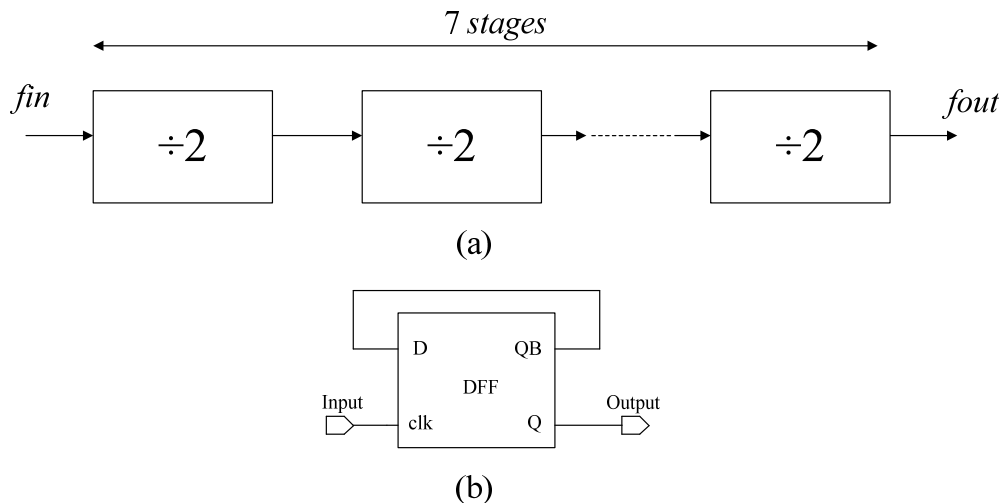 7 stages
fin
÷2
÷2
÷2
fout
(a)
D
QB
DFF
Input
clk
Q
Output
(b)